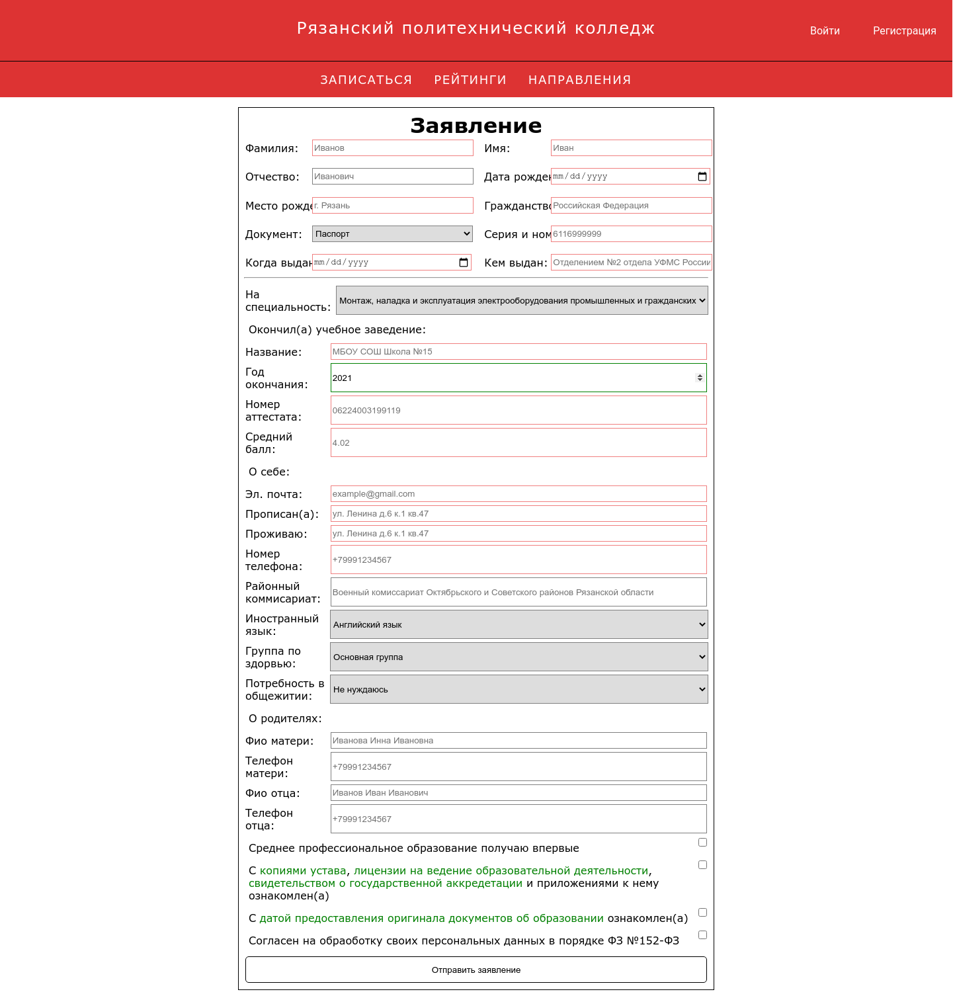 Рязанский политехнический колледж
Войти
Регистрация
ЗАПИСАТЬСЯ РЕЙТИНГИ НАПРАВЛЕНИЯ
Заявление
Фамилия: Иванов Имя: Иван
Отчество: Иванович Дата рожден mm/dd/yyyy
Место рожде г. Рязань Гражданство Российская Федерация
Документ: Паспорт Серия и ном 6116999999
Когда выдан mm/dd/yyyy Кем выдан: Отделением №2 отдела УФМС России
На
специальность:
Монтаж, наладка и эксплуатация электрооборудования промышленных и гражданских
Окончил(а) учебное заведение:
Название: МБОУ СОШ Школа №15
Год
окончания:
2021
Номер
аттестата:
06224003199119
Средний
балл:
4.02
О себе:
Эл. почта: example@gmail.com
Прописан(а): ул. Ленина д.6 к.1 кв.47
Проживаю: ул. Ленина д.6 к.1 кв.47
Номер
телефона:
+79991234567
Районный
коммисариат:
Военный комиссариат Октябрьского и Советского районов Рязанской области
Иностранный
язык:
Английский язык
Группа по
здорвью:
Основная группа
Потребность в
общежитии:
Не нуждаюсь
О родителях:
Фио матери: Иванова Инна Ивановна
Телефон
матери:
+79991234567
Фио отца: Иванов Иван Иванович
Телефон
отца:
+79991234567
Среднее профессиональное образование получаю впервые
С копиями устава, лицензии на ведение образовательной деятельности,
свидетельством о государственной аккредетации и приложениями к нему
ознакомлен(а)
С датой предоставления оригинала документов об образовании ознакомлен(а)
Согласен на обраоботку своих персональных данных в порядке ФЗ №152-ФЗ
Отправить заявление